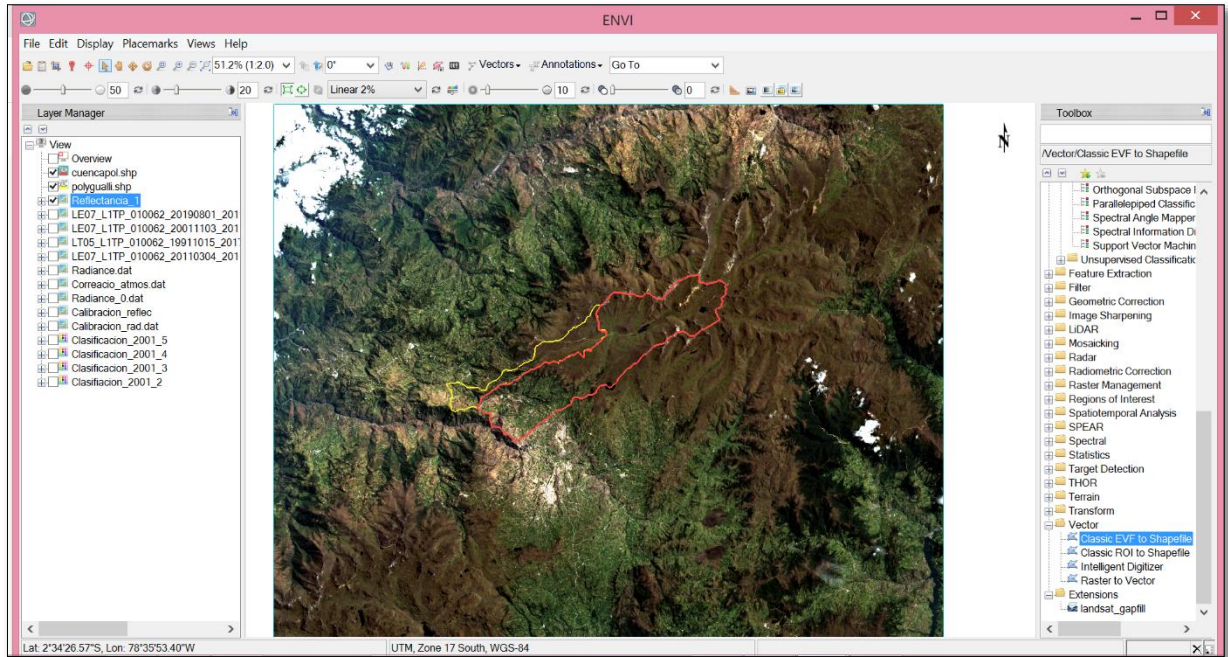 ENVI
File Edit Display Placemarks Views Help
51.2% (1:2.0) 0° Vectors Annotations Go To
50 20 Linear 2% 10 0
Layer Manager
View
Overview
cuencapol.shp
polygualli.shp
Reflectancia_1
LE07_L1TP_010062_20190801_201
LE07_L1TP_010062_20011103_201
LT05_L1TP_010062_19911015_201
LE07_L1TP_010062_20110304_201
Radiance.dat
Correacio_atmos.dat
Radiance_0.dat
Calibracion_reflec
Calibracion_rad.dat
Clasificacion_2001_5
Clasificacion_2001_4
Clasificacion_2001_3
Clasifiacion_2001_2
N
Toolbox
/Vector/Classic EVF to Shapefile
Orthogonal Subspace
Parallelepiped Classific
Spectral Angle Mapper
Spectral Information Di
Support Vector Machin
Unsupervised Classificatic
Feature Extraction
Filter
Geometric Correction
Image Sharpening
LiDAR
Mosaicking
Radar
Radiometric Correction
Raster Management
Regions of Interest
Spatiotemporal Analysis
SPEAR
Spectral
Statistics
Target Detection
THOR
Terrain
Transform
Vector
Classic EVF to Shapefile
Classic ROI to Shapefile
Intelligent Digitizer
Raster to Vector
Extensions
landsat_gapfill
Lat: 2°34'26.57"S, Lon: 78°35'53.40"W UTM, Zone 17 South, WGS-84